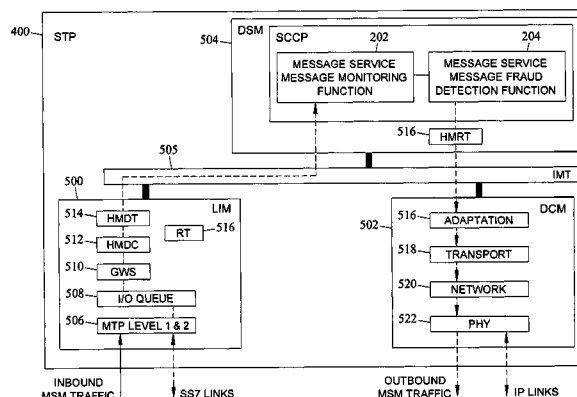 400
STP
504
DSM
SCCP
202
204
MESSAGE SERVICE
MESSAGE MONITORING
FUNCTION
MESSAGE SERVICE
MESSAGE FRAUD
DETECTION FUNCTION
516
HMRT
505
IMT
500
LIM
514
HMDT
RT
516
512
HMDC
510
GWS
508
I/O QUEUE
506
MTP LEVEL 1 & 2
DCM
502
516
ADAPTATION
518
TRANSPORT
520
NETWORK
522
PHY
INBOUND
MSM TRAFFIC
SS7 LINKS
OUTBOUND
MSM TRAFFIC
IP LINKS